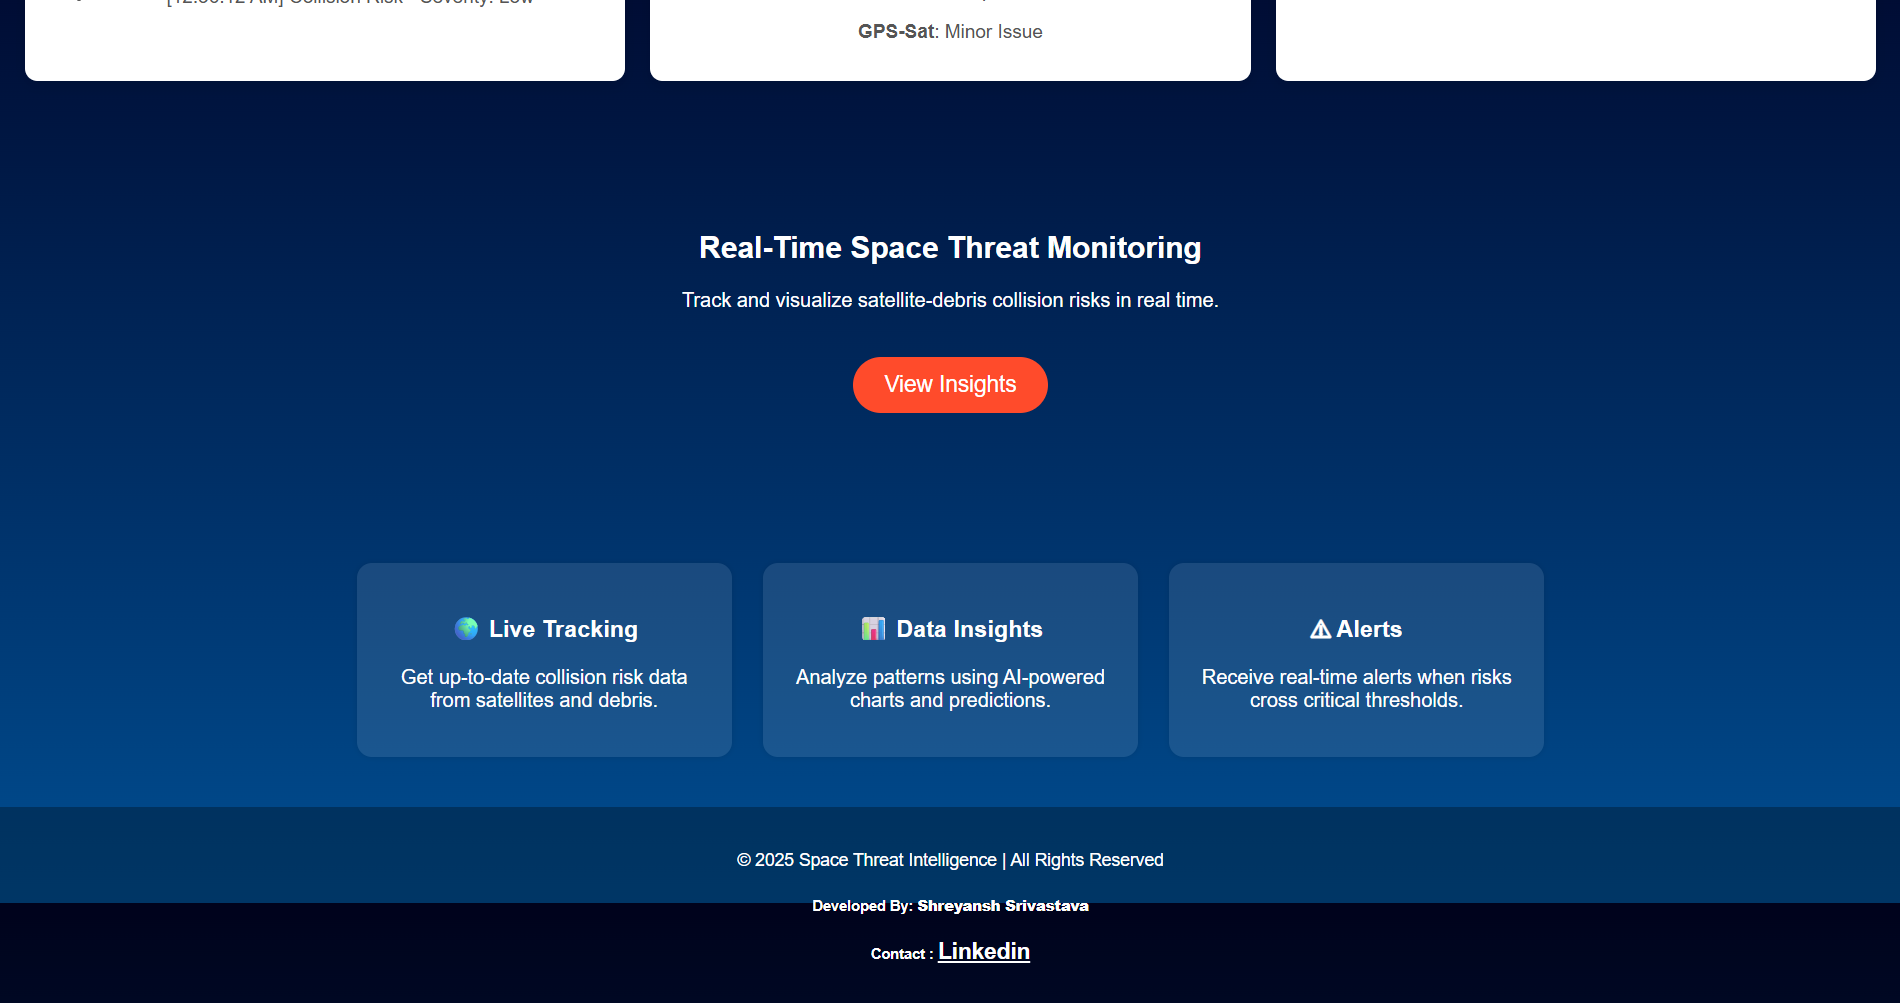 Collision Risk - Severity: Low
GPS-Sat: Minor Issue
Real-Time Space Threat Monitoring
Track and visualize satellite-debris collision risks in real time.
View Insights
Live Tracking
Get up-to-date collision risk data
from satellites and debris.
Data Insights
Analyze patterns using AI-powered
charts and predictions.
Alerts
Receive real-time alerts when risks
cross critical thresholds.
© 2025 Space Threat Intelligence | All Rights Reserved
Developed By: Shreyansh Srivastava
Contact : Linkedin